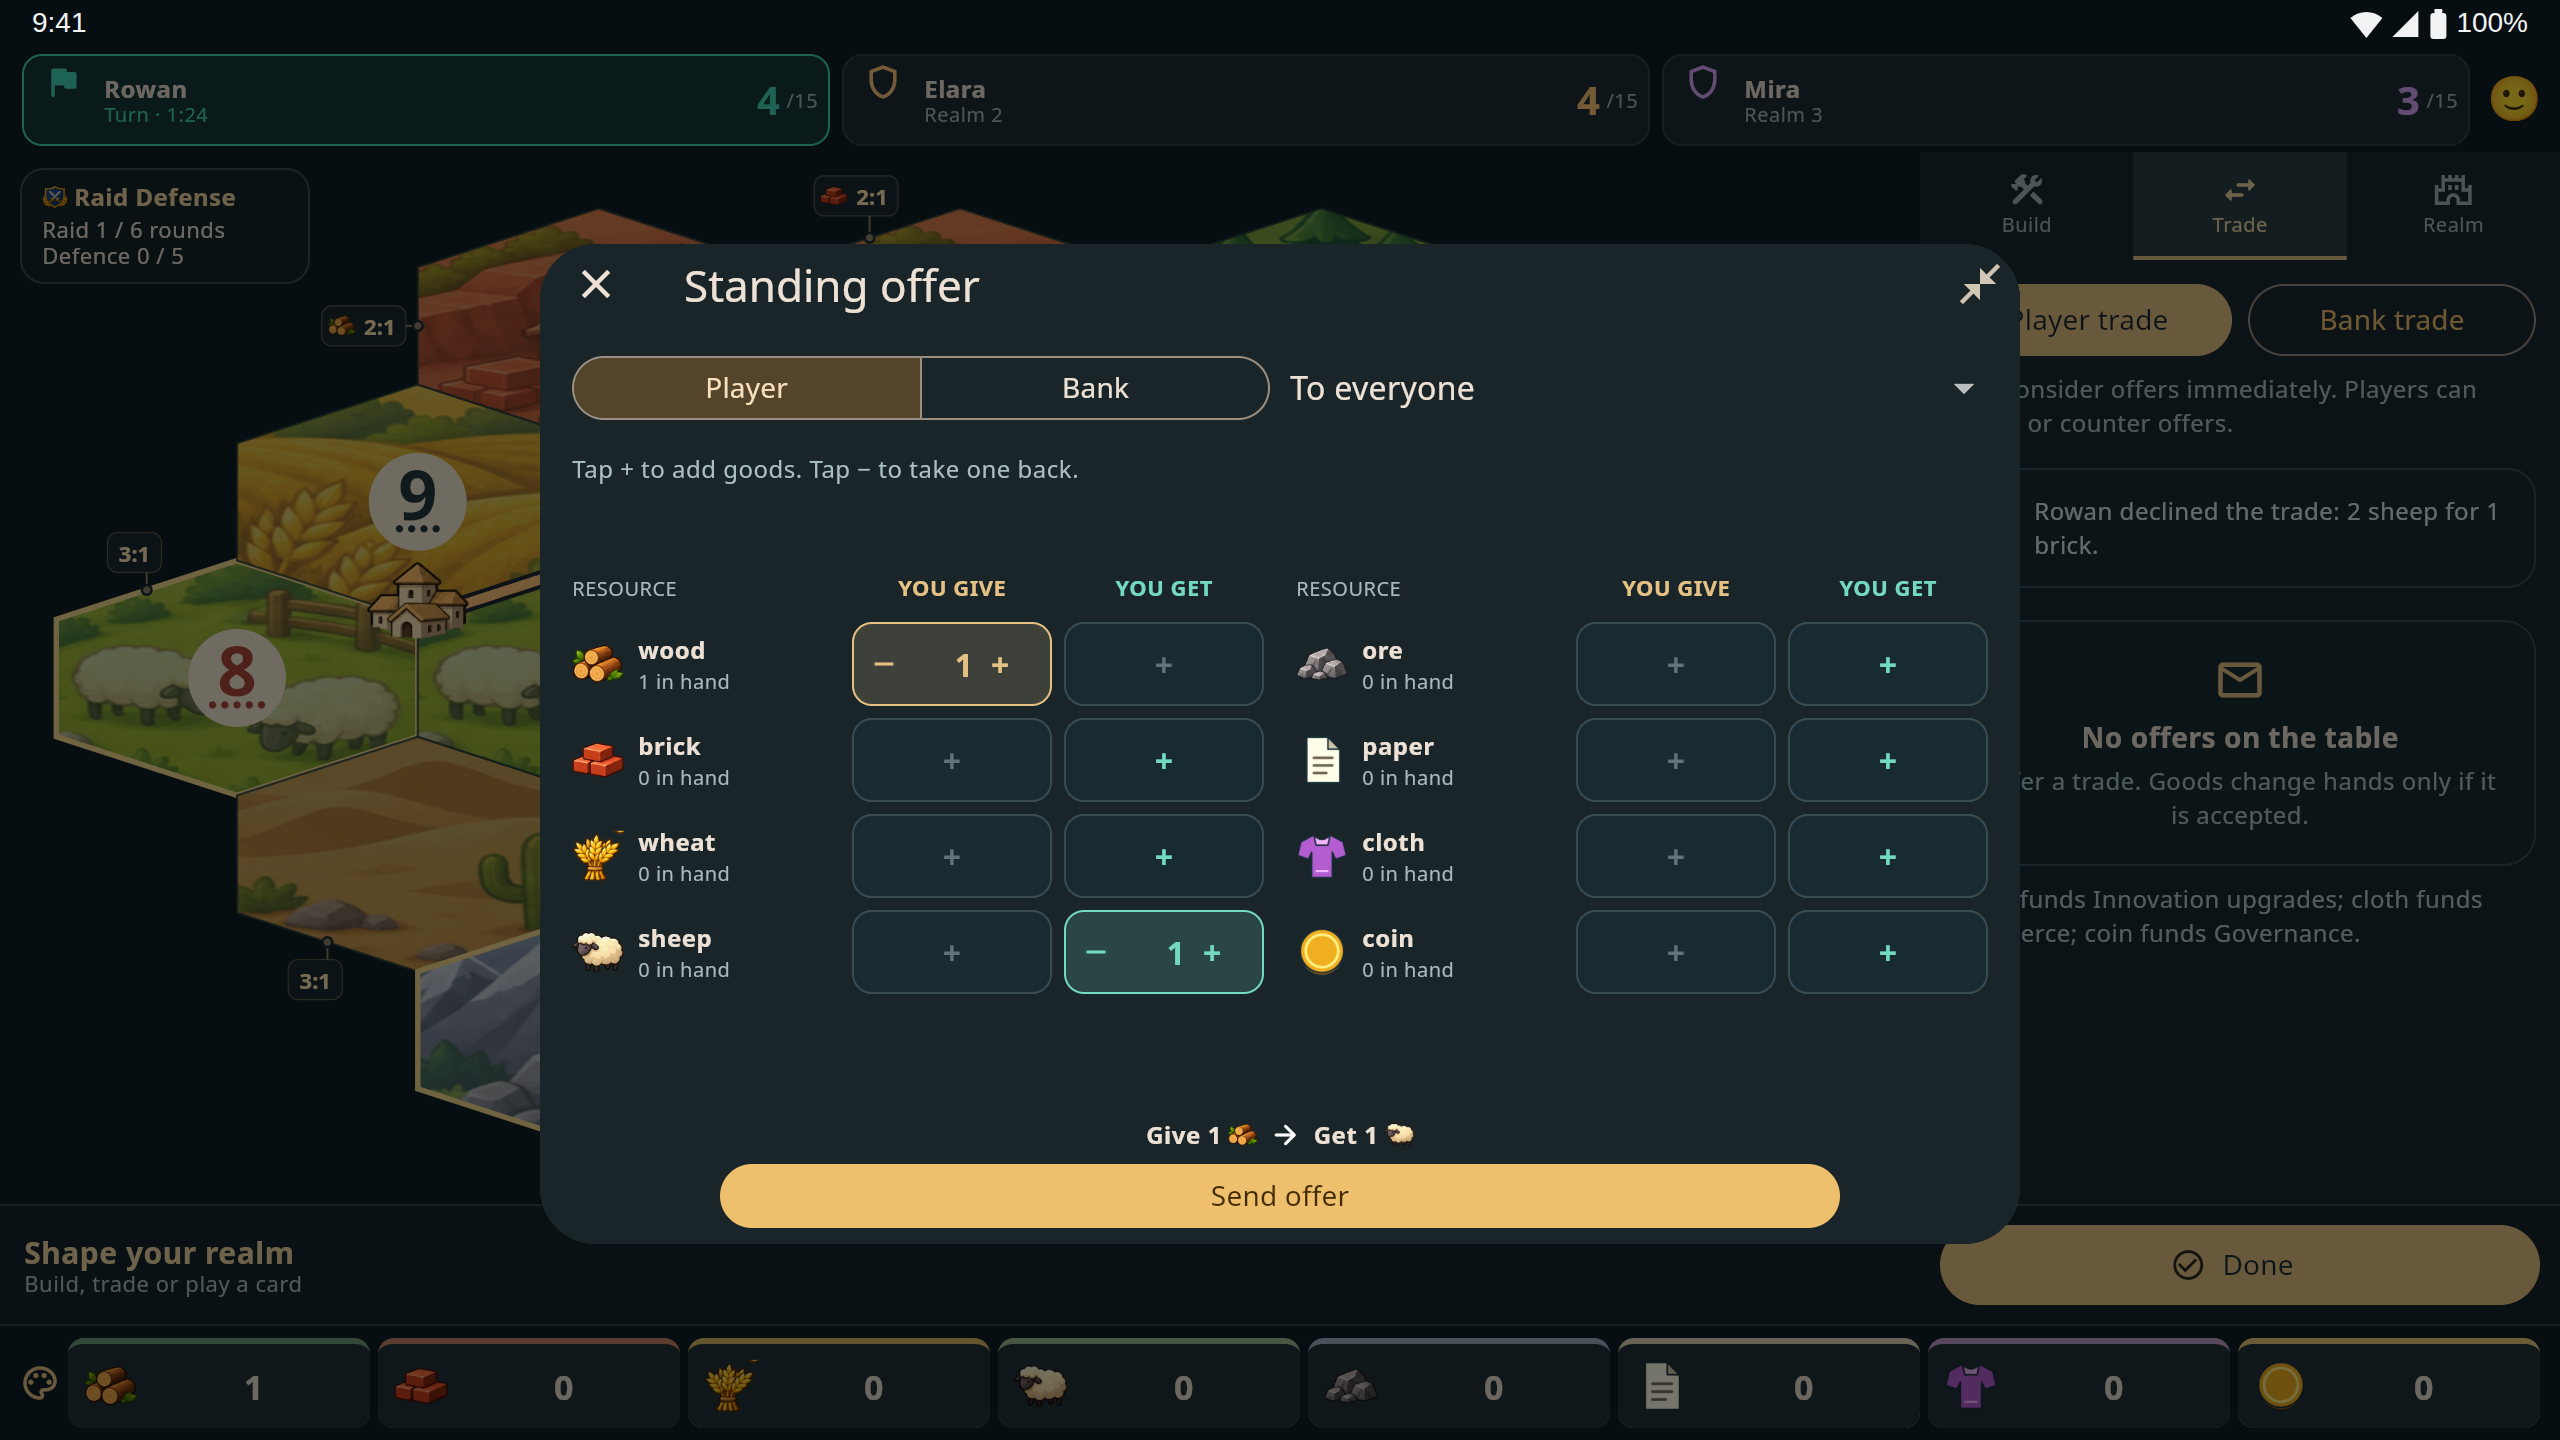 9:41
100%
Rowan
Turn · 1:24
4 /15
Elara
Realm 2
4 /15
Mira
Realm 3
3 /15
Raid Defense
Raid 1 / 6 rounds
Defence 0 / 5
2:1
2:1
3:1
3:1
9
8
Build
Trade
Realm
Player trade
Bank trade
onsider offers immediately. Players can
or counter offers.
Rowan declined the trade: 2 sheep for 1
brick.
No offers on the table
er a trade. Goods change hands only if it
is accepted.
funds Innovation upgrades; cloth funds
erce; coin funds Governance.
Standing offer
Player
Bank
To everyone
Tap + to add goods. Tap − to take one back.
RESOURCE YOU GIVE YOU GET RESOURCE YOU GIVE YOU GET
wood
1 in hand
− 1 +
+
ore
0 in hand
+
+
brick
0 in hand
+
+
paper
0 in hand
+
+
wheat
0 in hand
+
+
cloth
0 in hand
+
+
sheep
0 in hand
+
− 1 +
coin
0 in hand
+
+
Give 1 → Get 1
Send offer
Shape your realm
Build, trade or play a card
Done
1 0 0 0 0 0 0 0